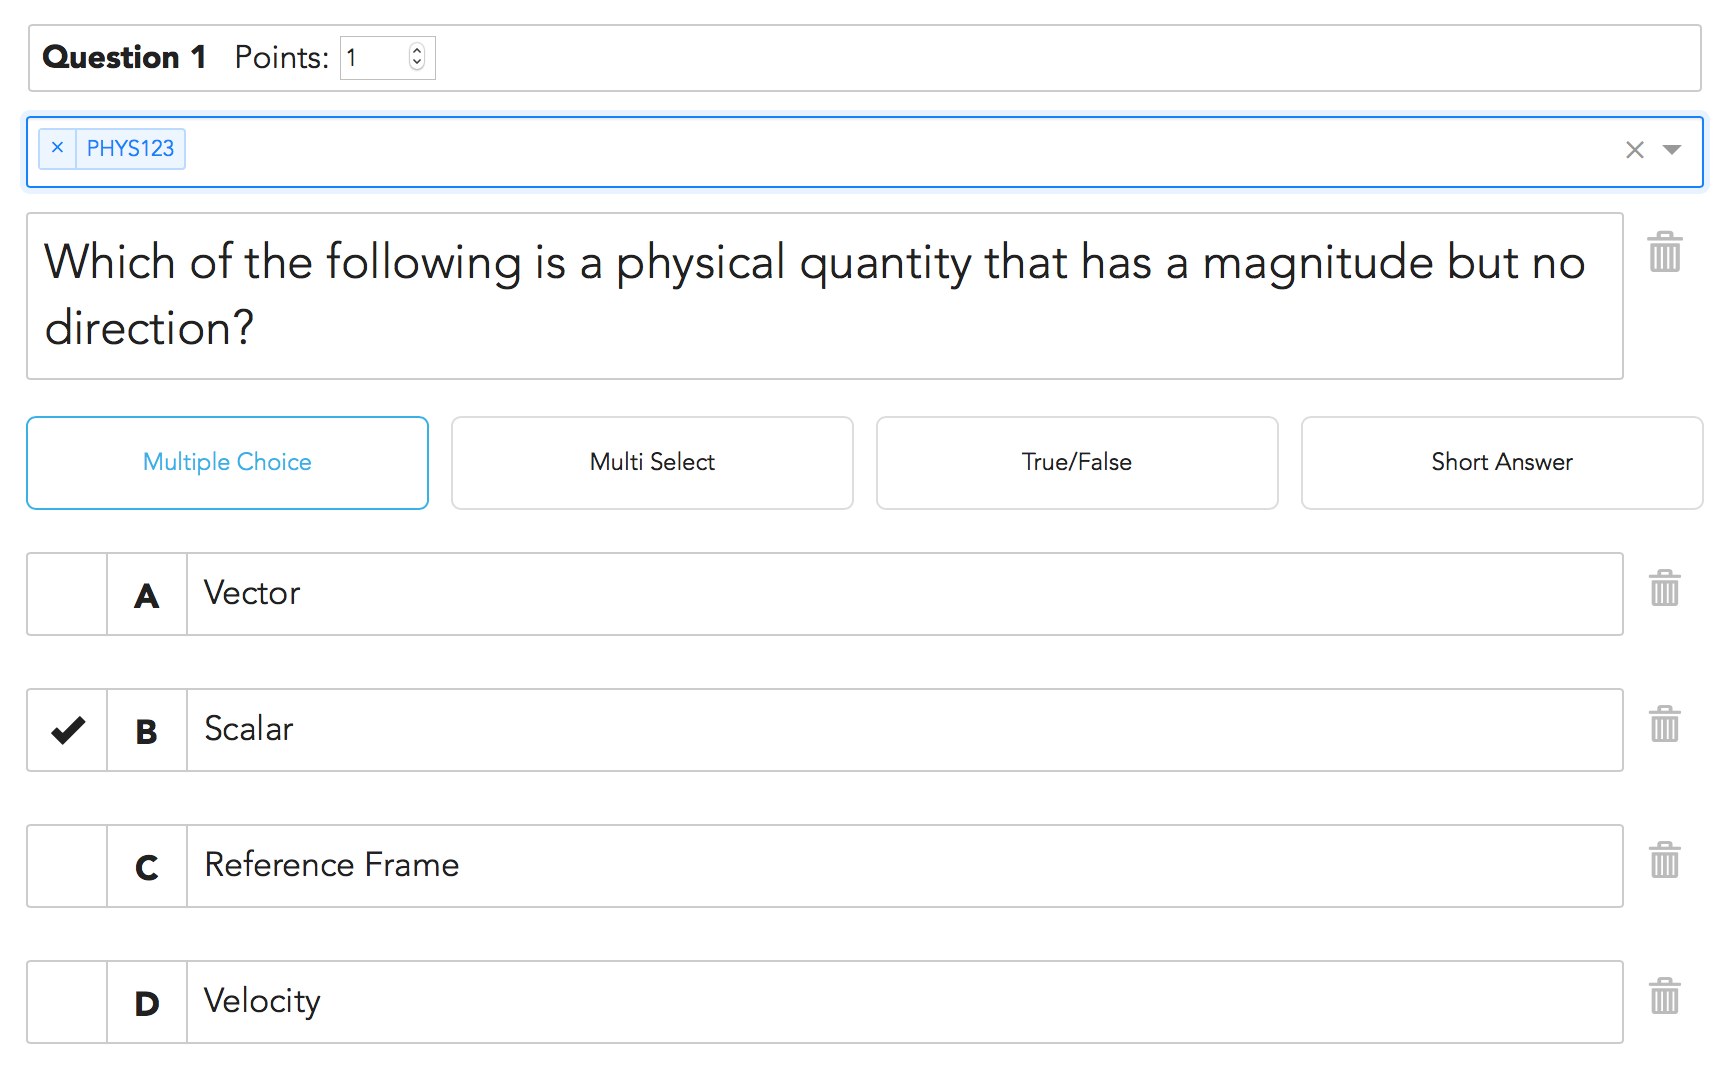 Question 1 Points: 1
× PHYS123
Which of the following is a physical quantity that has a magnitude but no
direction?
Multiple Choice Multi Select True/False Short Answer
A Vector
B Scalar
C Reference Frame
D Velocity